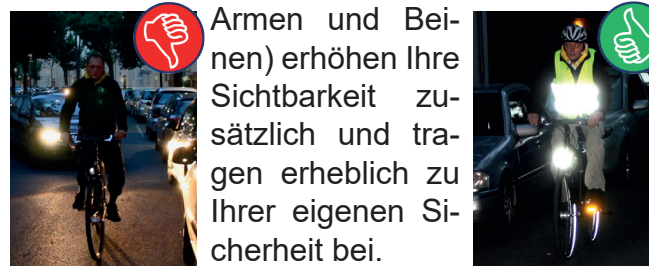 Armen und Bei-
nen) erhöhen Ihre
Sichtbarkeit zu-
sätzlich und tra-
gen erheblich zu
Ihrer eigenen Si-
cherheit bei.